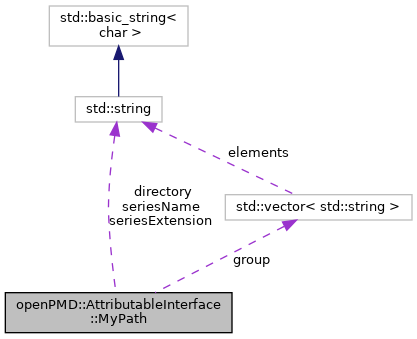 std::basic_string<
char >
std::string
elements
directory
seriesName
seriesExtension
std::vector< std::string >
group
openPMD::AttributableInterface
::MyPath